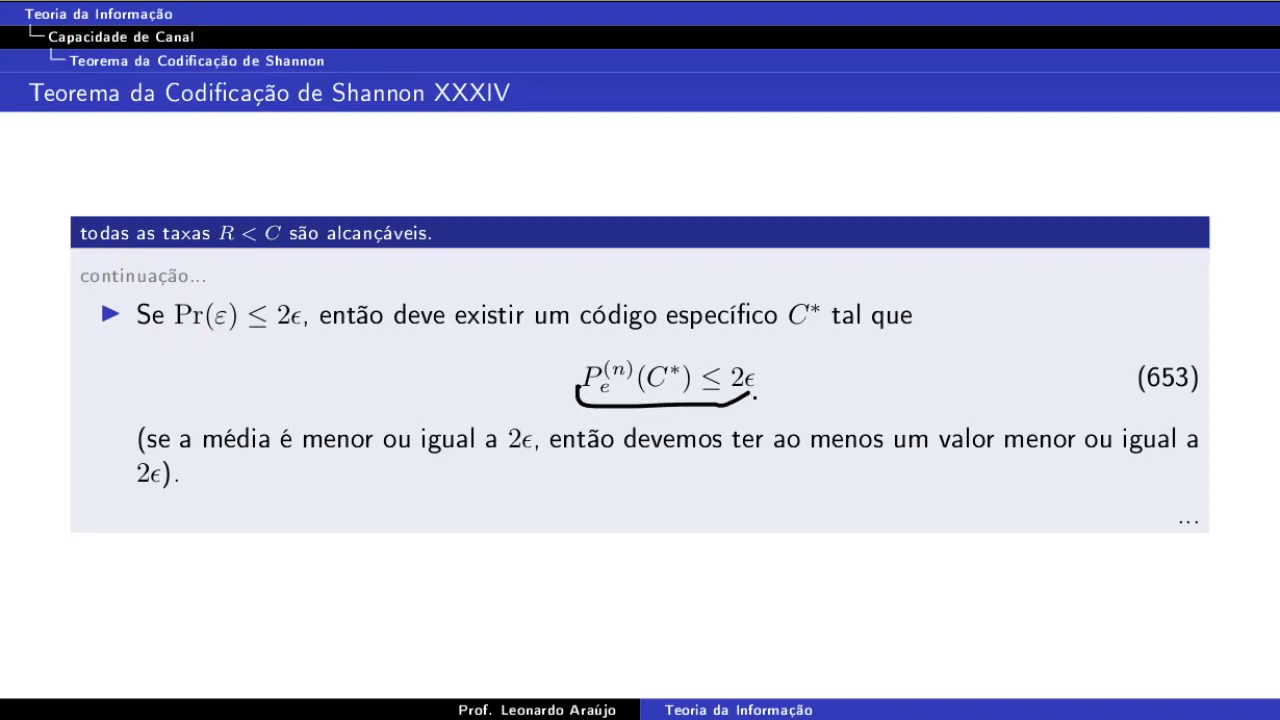 Teoria da Informação
Capacidade de Canal
Teorema da Codificação de Shannon
Teorema da Codificação de Shannon XXXIV
todas as taxas R < C são alcançáveis.
continuação...
Se Pr(ε) ≤ 2ϵ, então deve existir um código específico C* tal que
P_e^{(n)}(C*) ≤ 2ϵ. (653)
(se a média é menor ou igual a 2ϵ, então devemos ter ao menos um valor menor ou igual a
2ϵ).
...
Prof. Leonardo Araújo Teoria da Informação